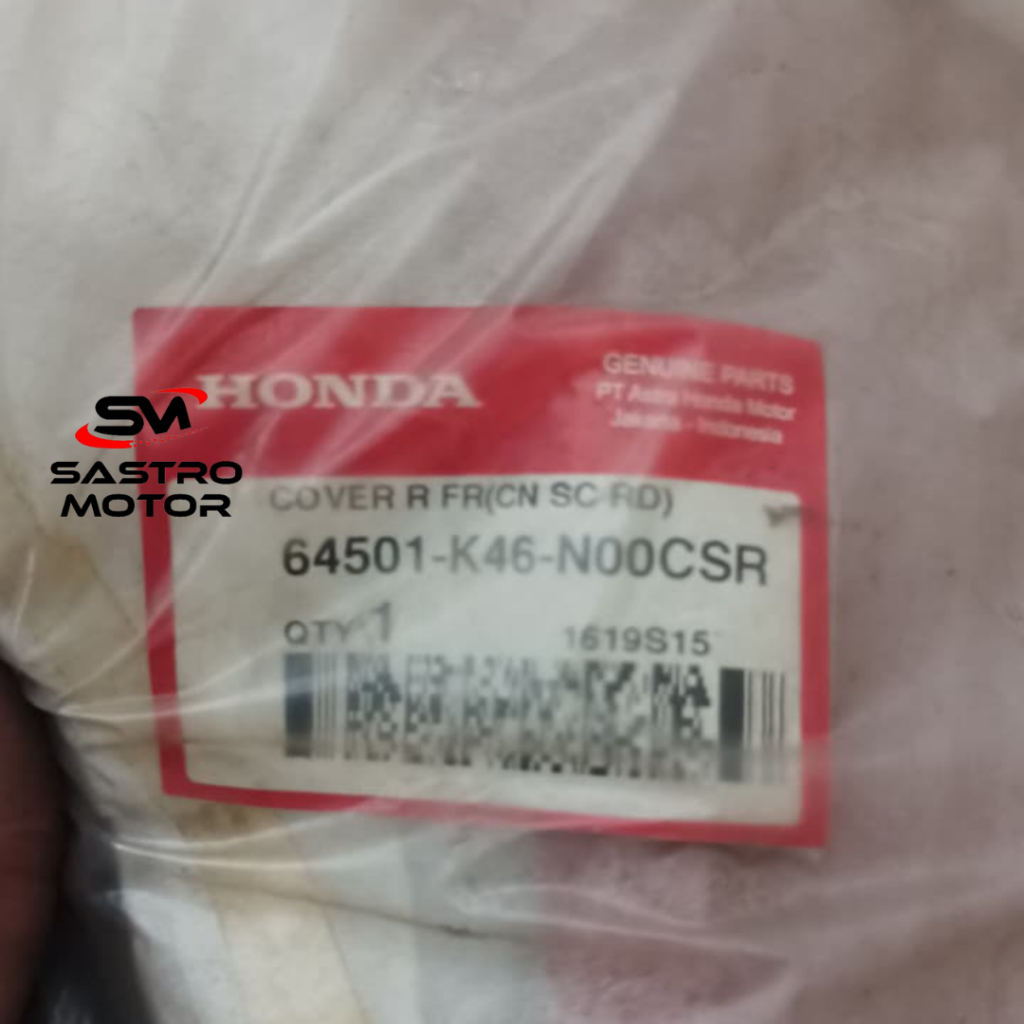 HONDA
GENUINE PARTS
PT Astra Honda Motor
Jakarta - Indonesia
SM
SASTRO
MOTOR
COVER R FR(CN SC RD)
64501-K46-N00CSR
QTY 1
1619S15